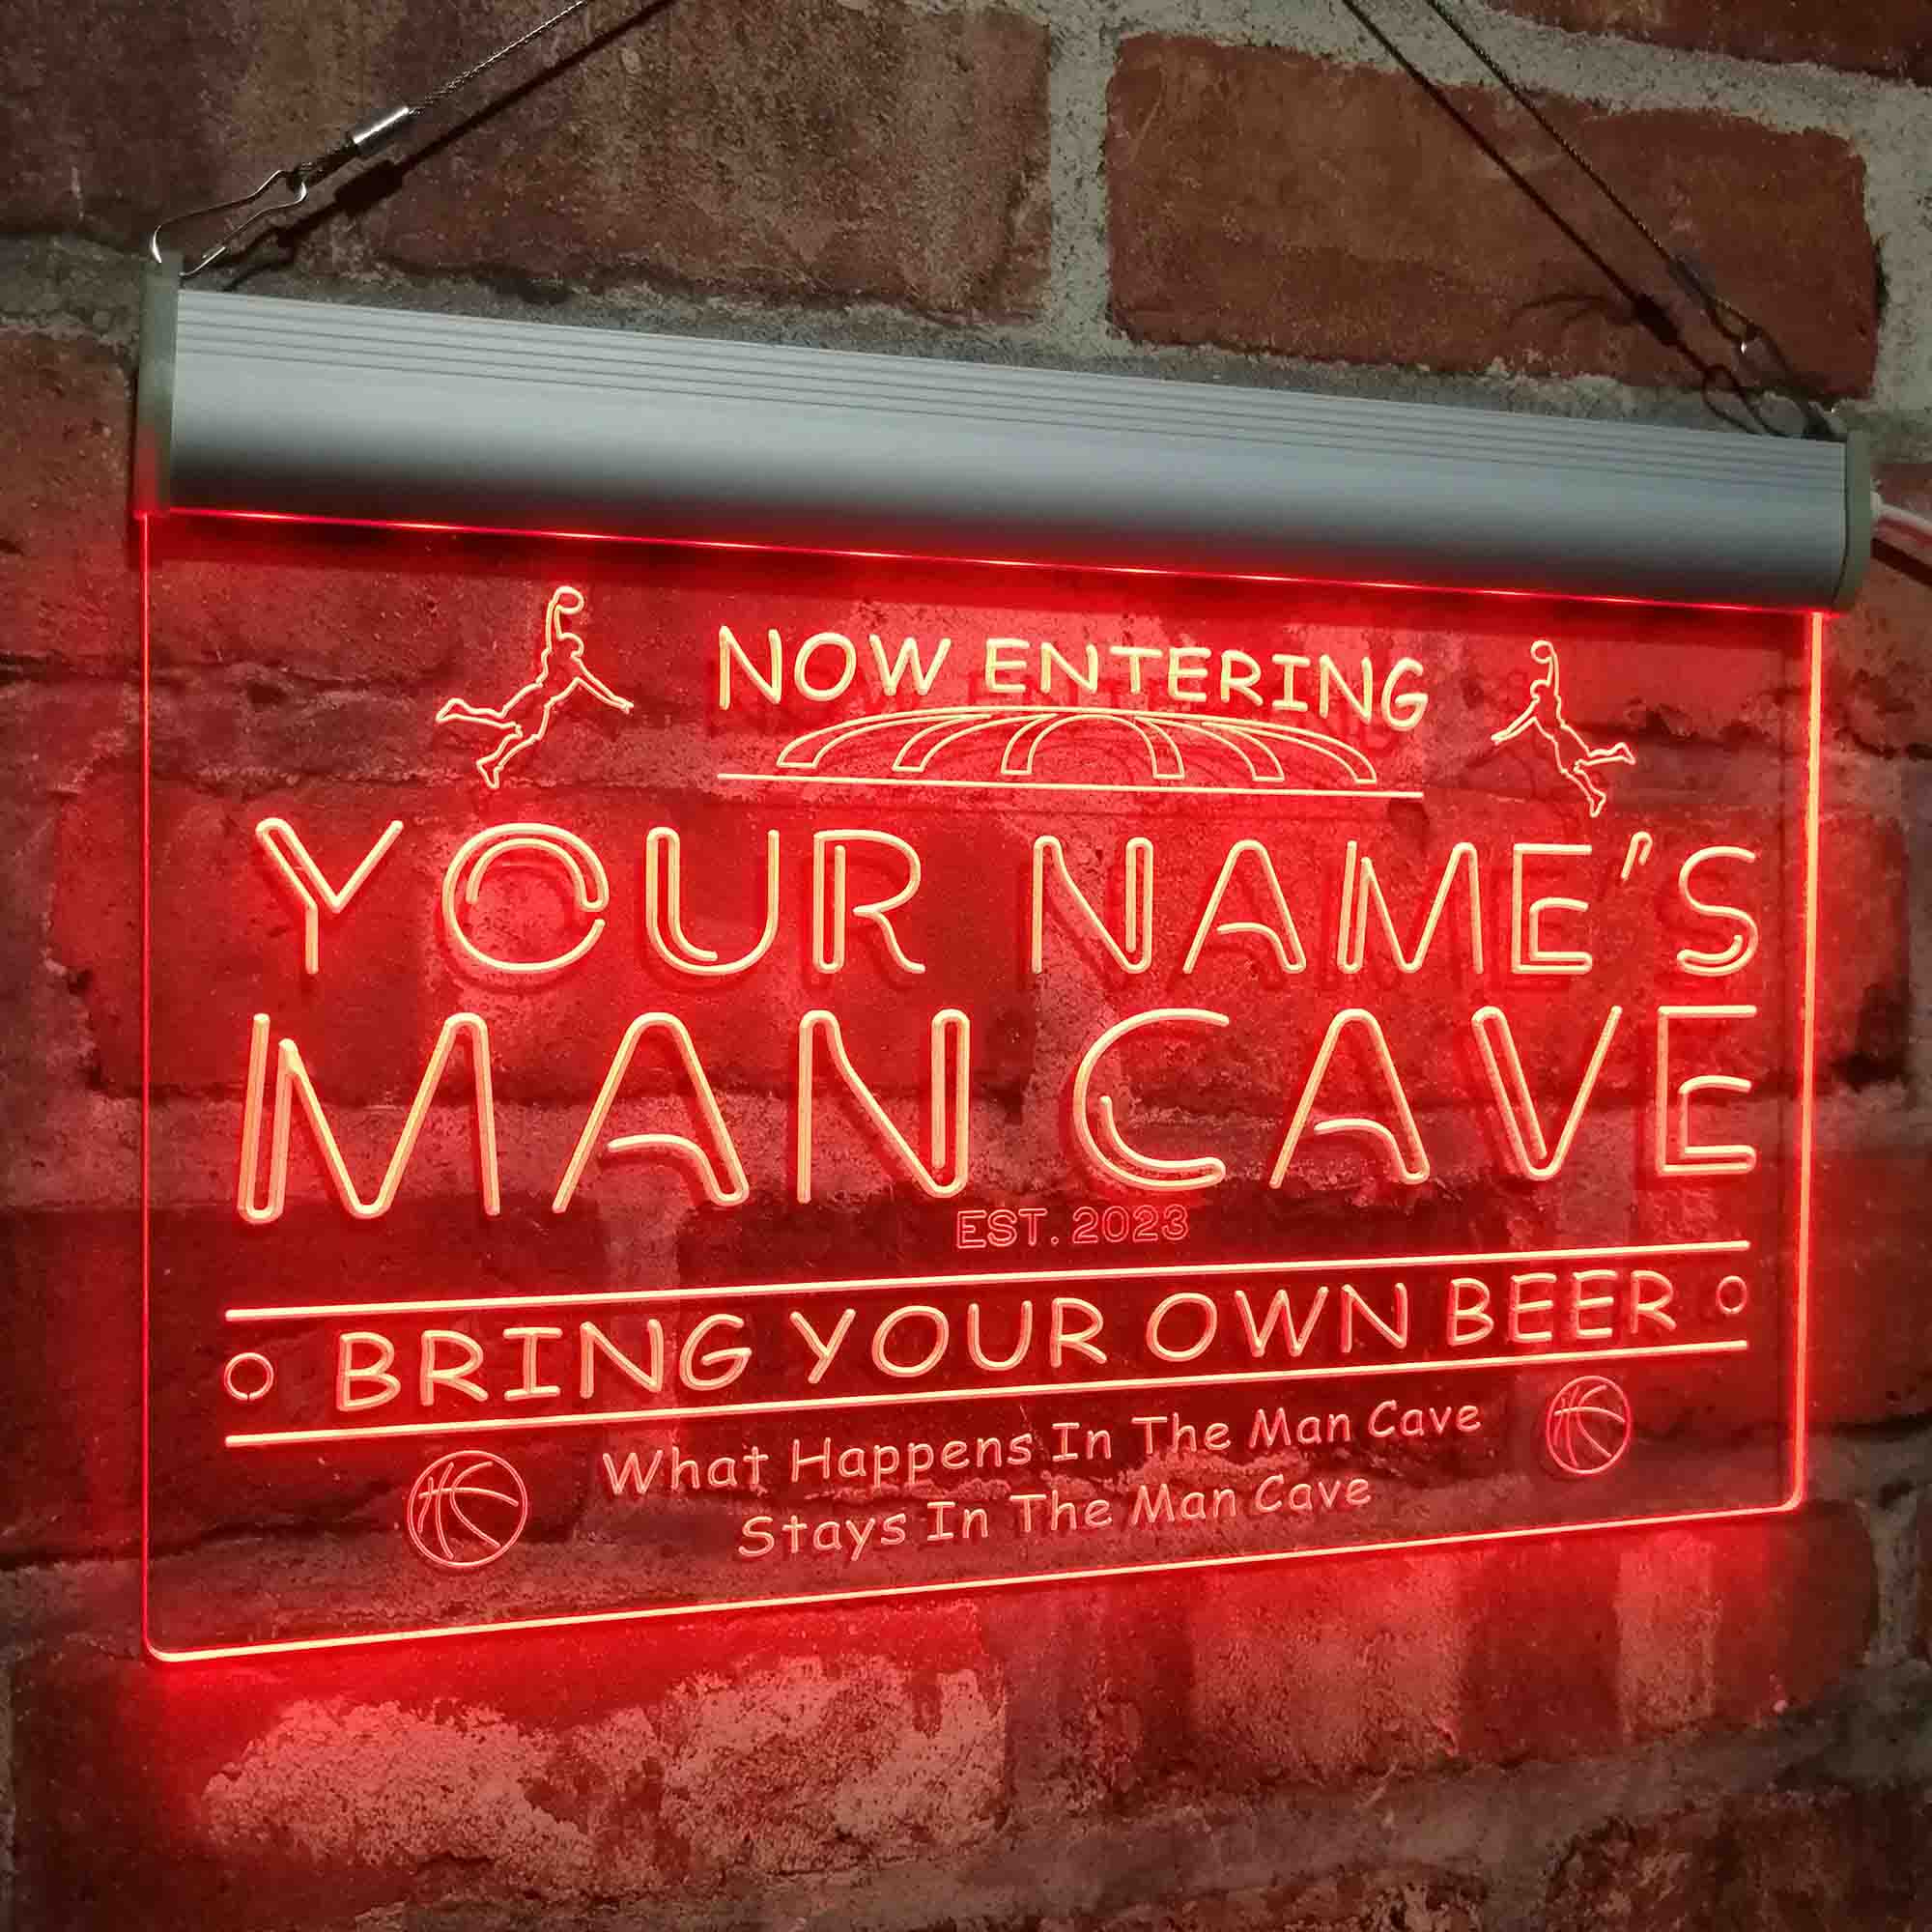 NOW ENTERING
YOUR NAME'S
MAN CAVE
EST. 2023
BRING YOUR OWN BEER
What Happens In The Man Cave
Stays In The Man Cave